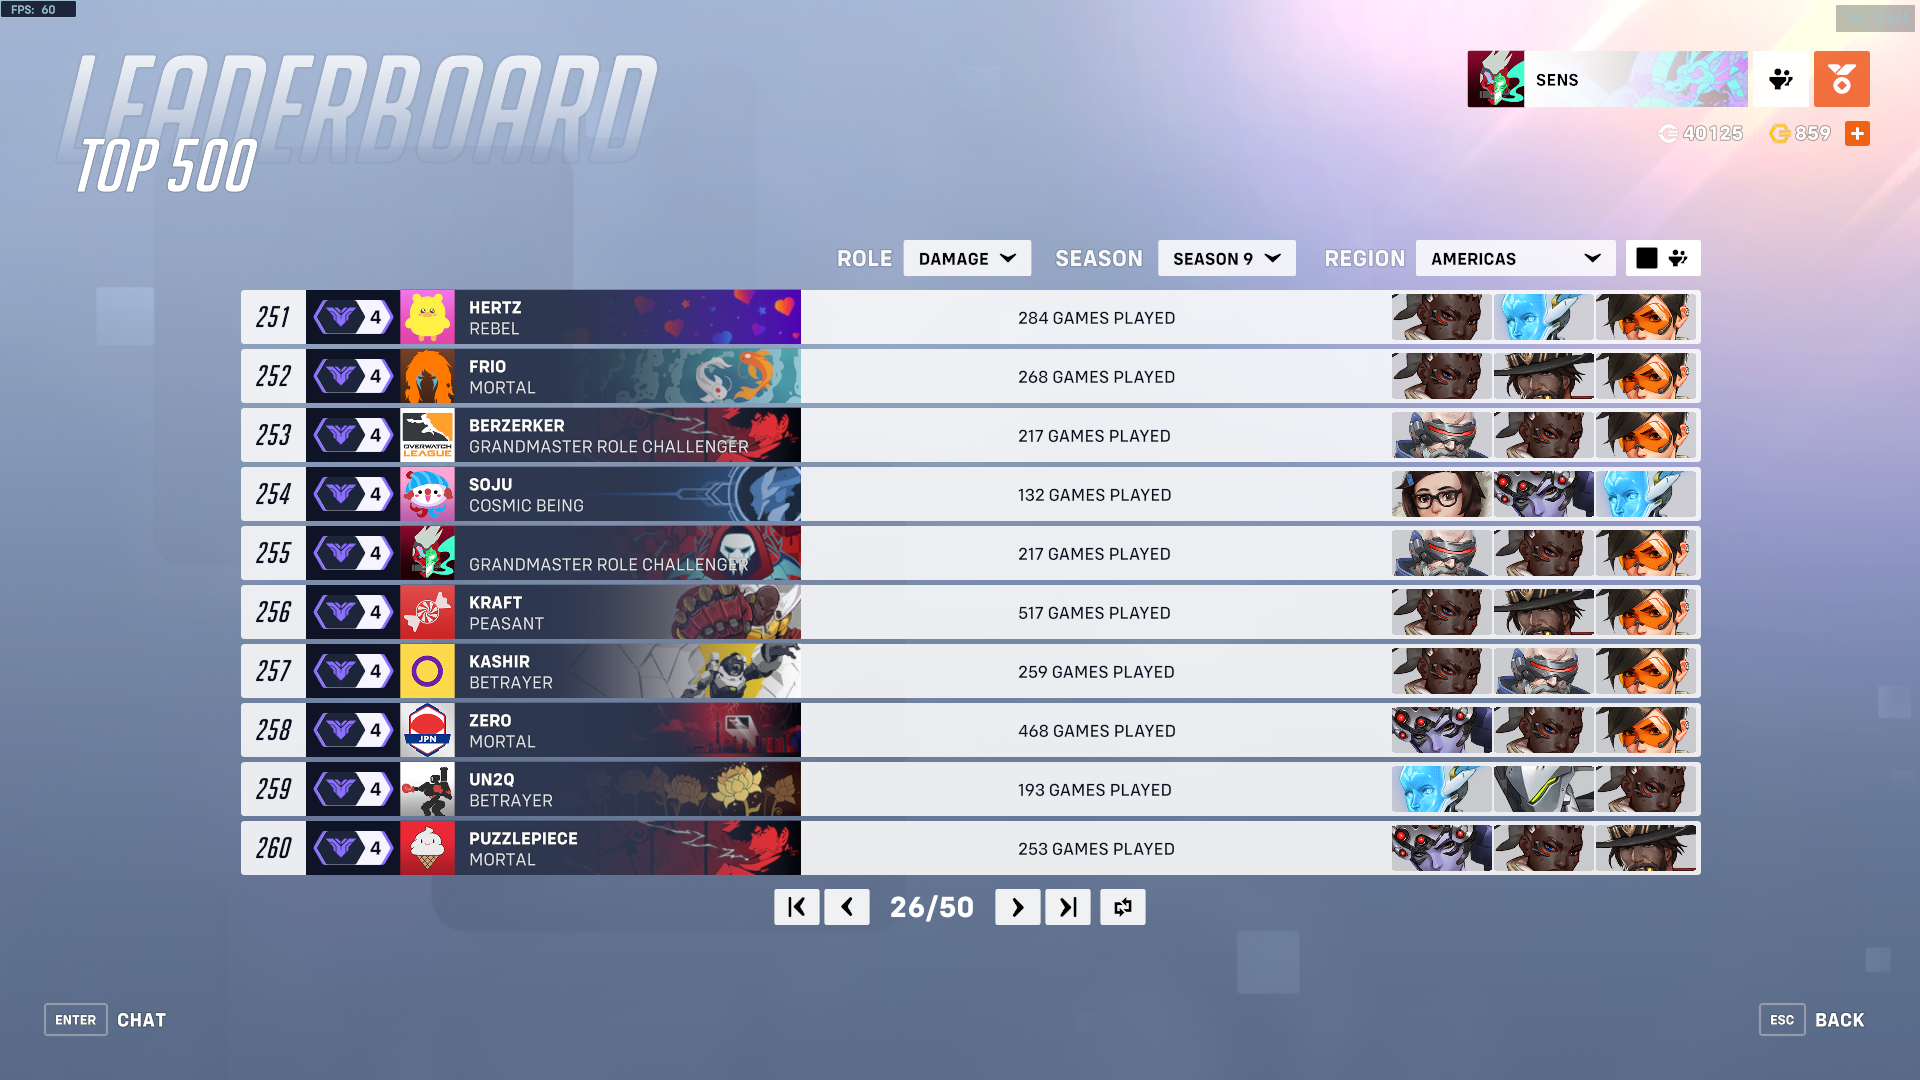 FPS: 60
LEADERBOARD
TOP 500
SENS
40125
859
ROLE DAMAGE SEASON SEASON 9 REGION AMERICAS
251 4 HERTZ
REBEL
284 GAMES PLAYED
252 4 FRIO
MORTAL
268 GAMES PLAYED
253 4 OVERWATCH
LEAGUE
BERZERKER
GRANDMASTER ROLE CHALLENGER
217 GAMES PLAYED
254 4 SOJU
COSMIC BEING
132 GAMES PLAYED
255 4
GRANDMASTER ROLE CHALLENGER
217 GAMES PLAYED
256 4 KRAFT
PEASANT
517 GAMES PLAYED
257 4 KASHIR
BETRAYER
259 GAMES PLAYED
258 4 JPN
ZERO
MORTAL
468 GAMES PLAYED
259 4 UN2Q
BETRAYER
193 GAMES PLAYED
260 4 PUZZLEPIECE
MORTAL
253 GAMES PLAYED
26/50
ENTER CHAT
ESC BACK